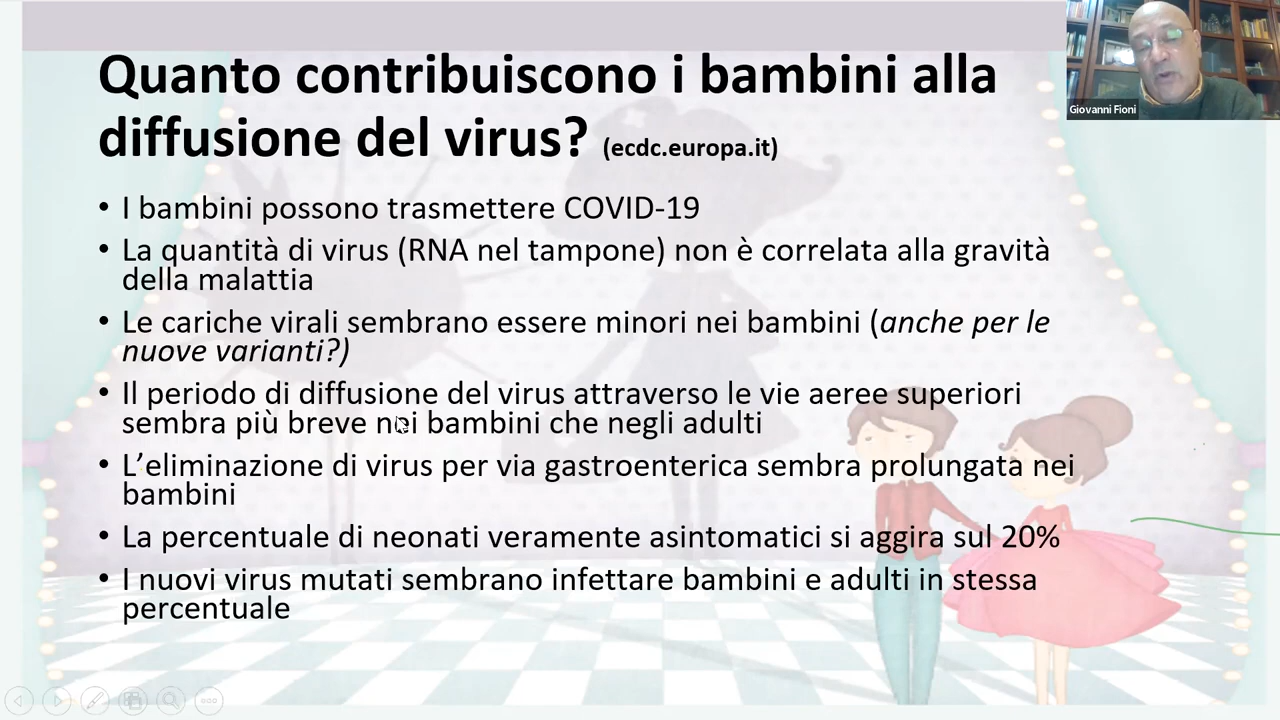 Quanto contribuiscono i bambini alla
diffusione del virus? (ecdc.europa.it)
Giovanni Fioni
• I bambini possono trasmettere COVID-19
• La quantità di virus (RNA nel tampone) non è correlata alla gravità
della malattia
• Le cariche virali sembrano essere minori nei bambini (anche per le
nuove varianti?)
• Il periodo di diffusione del virus attraverso le vie aeree superiori
sembra più breve nei bambini che negli adulti
• L’eliminazione di virus per via gastroenterica sembra prolungata nei
bambini
• La percentuale di neonati veramente asintomatici si aggira sul 20%
• I nuovi virus mutati sembrano infettare bambini e adulti in stessa
percentuale